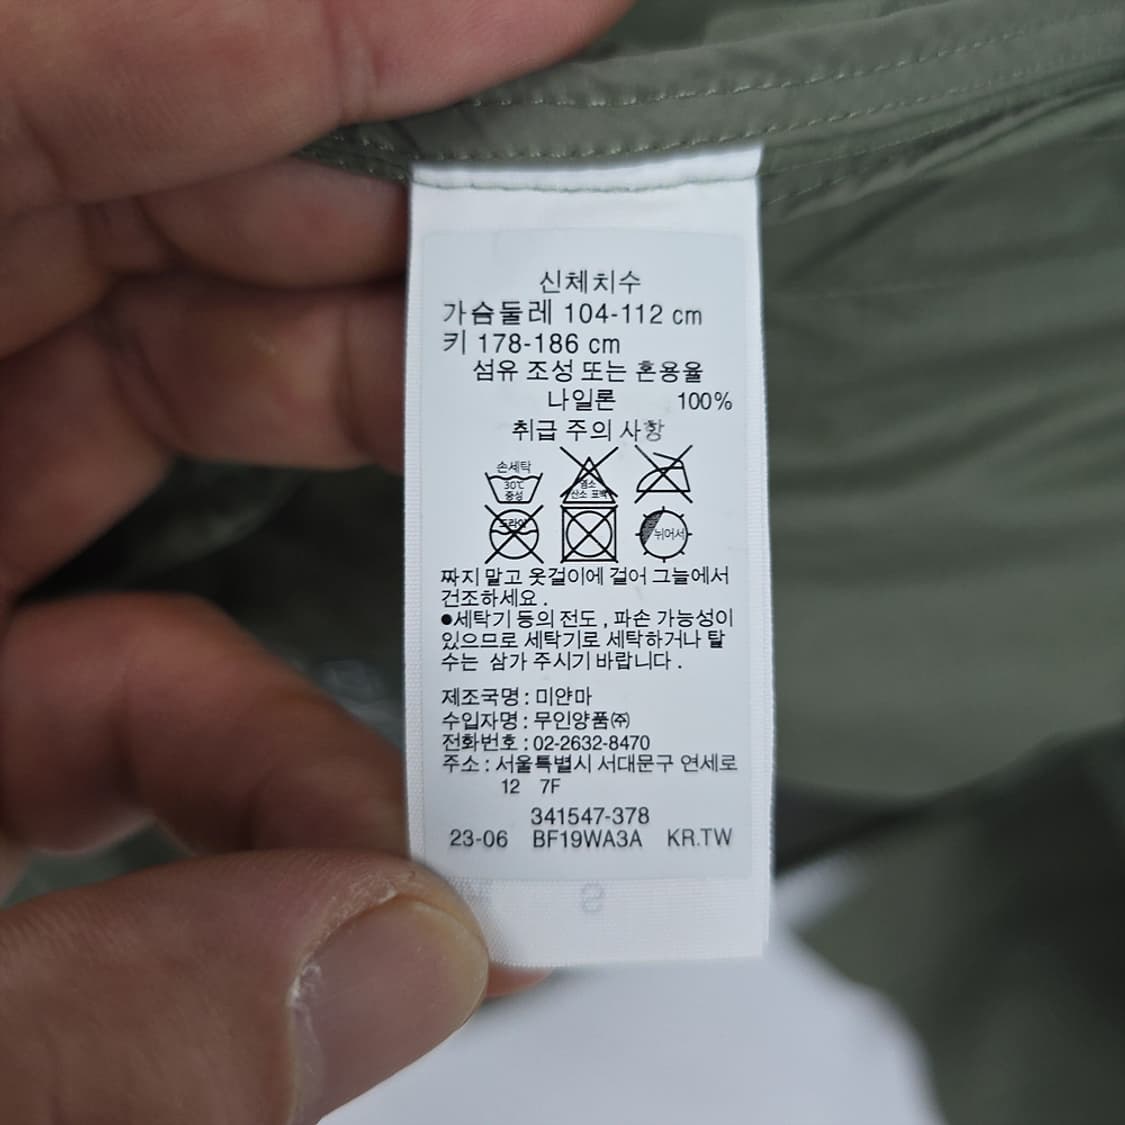 신체치수
가슴둘레 104-112 cm
키 178-186 cm
섬유 조성 또는 혼용율
나일론 100%
취급 주의 사항
손세탁
30℃
중성
염소
산소 표백
드라이
뉘어서
짜지 말고 옷걸이에 걸어 그늘에서
건조하세요 .
●세탁기 등의 전도 , 파손 가능성이
있으므로 세탁기로 세탁하거나 탈
수는 삼가 주시기 바랍니다 .
제조국명 : 미얀마
수입자명 : 무인양품㈜
전화번호 : 02-2632-8470
주소 : 서울특별시 서대문구 연세로
12 7F
341547-378
23-06 BF19WA3A KR.TW